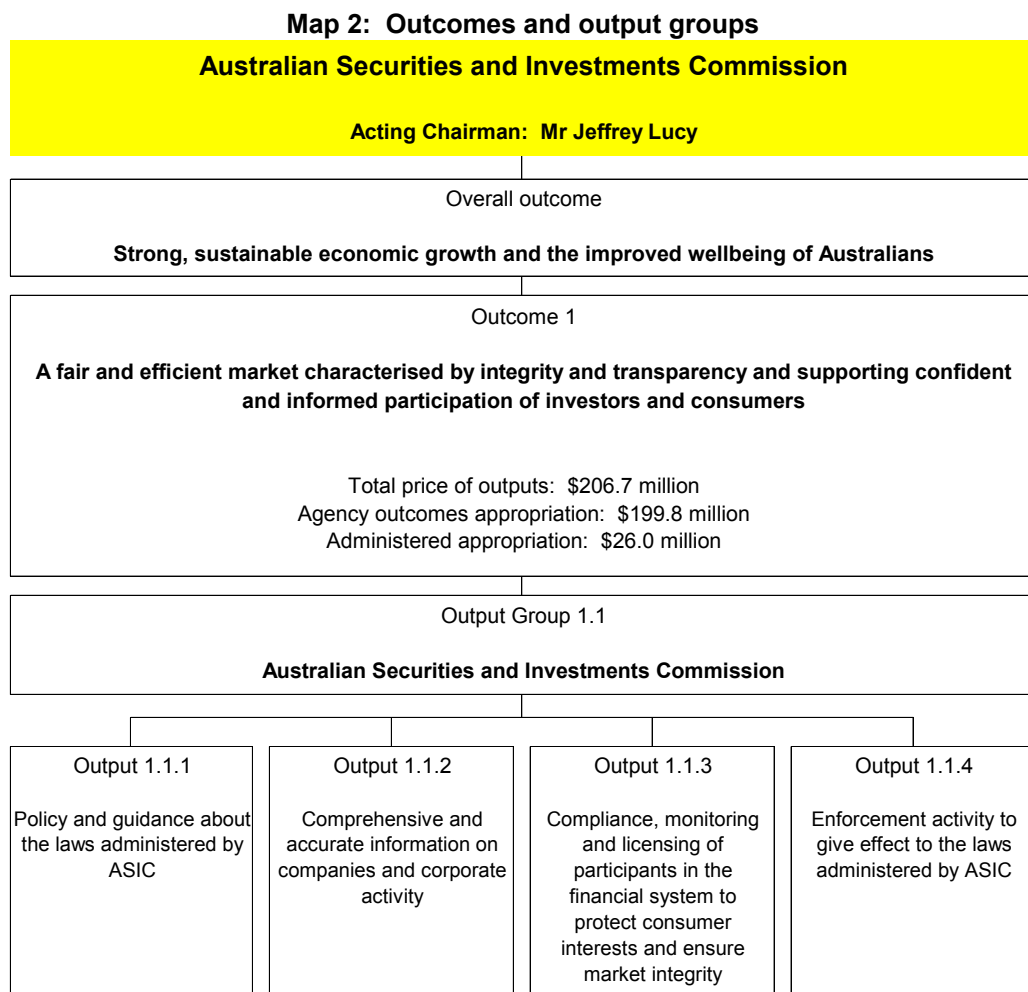 Map 2:  Outcomes and output groups
Australian Securities and Investments Commission
Acting Chairman:  Mr Jeffrey Lucy
Overall outcome
Strong, sustainable economic growth and the improved wellbeing of Australians
Outcome 1
A fair and efficient market characterised by integrity and transparency and supporting confident
and informed participation of investors and consumers
Total price of outputs:  $206.7 million
Agency outcomes appropriation:  $199.8 million
Administered appropriation:  $26.0 million
Output Group 1.1
Australian Securities and Investments Commission
Output 1.1.1
Policy and guidance about
the laws administered by
ASIC
Output 1.1.2
Comprehensive and
accurate information on
companies and corporate
activity
Output 1.1.3
Compliance, monitoring
and licensing of
participants in the
financial system to
protect consumer
interests and ensure
market integrity
Output 1.1.4
Enforcement activity to
give effect to the laws
administered by ASIC